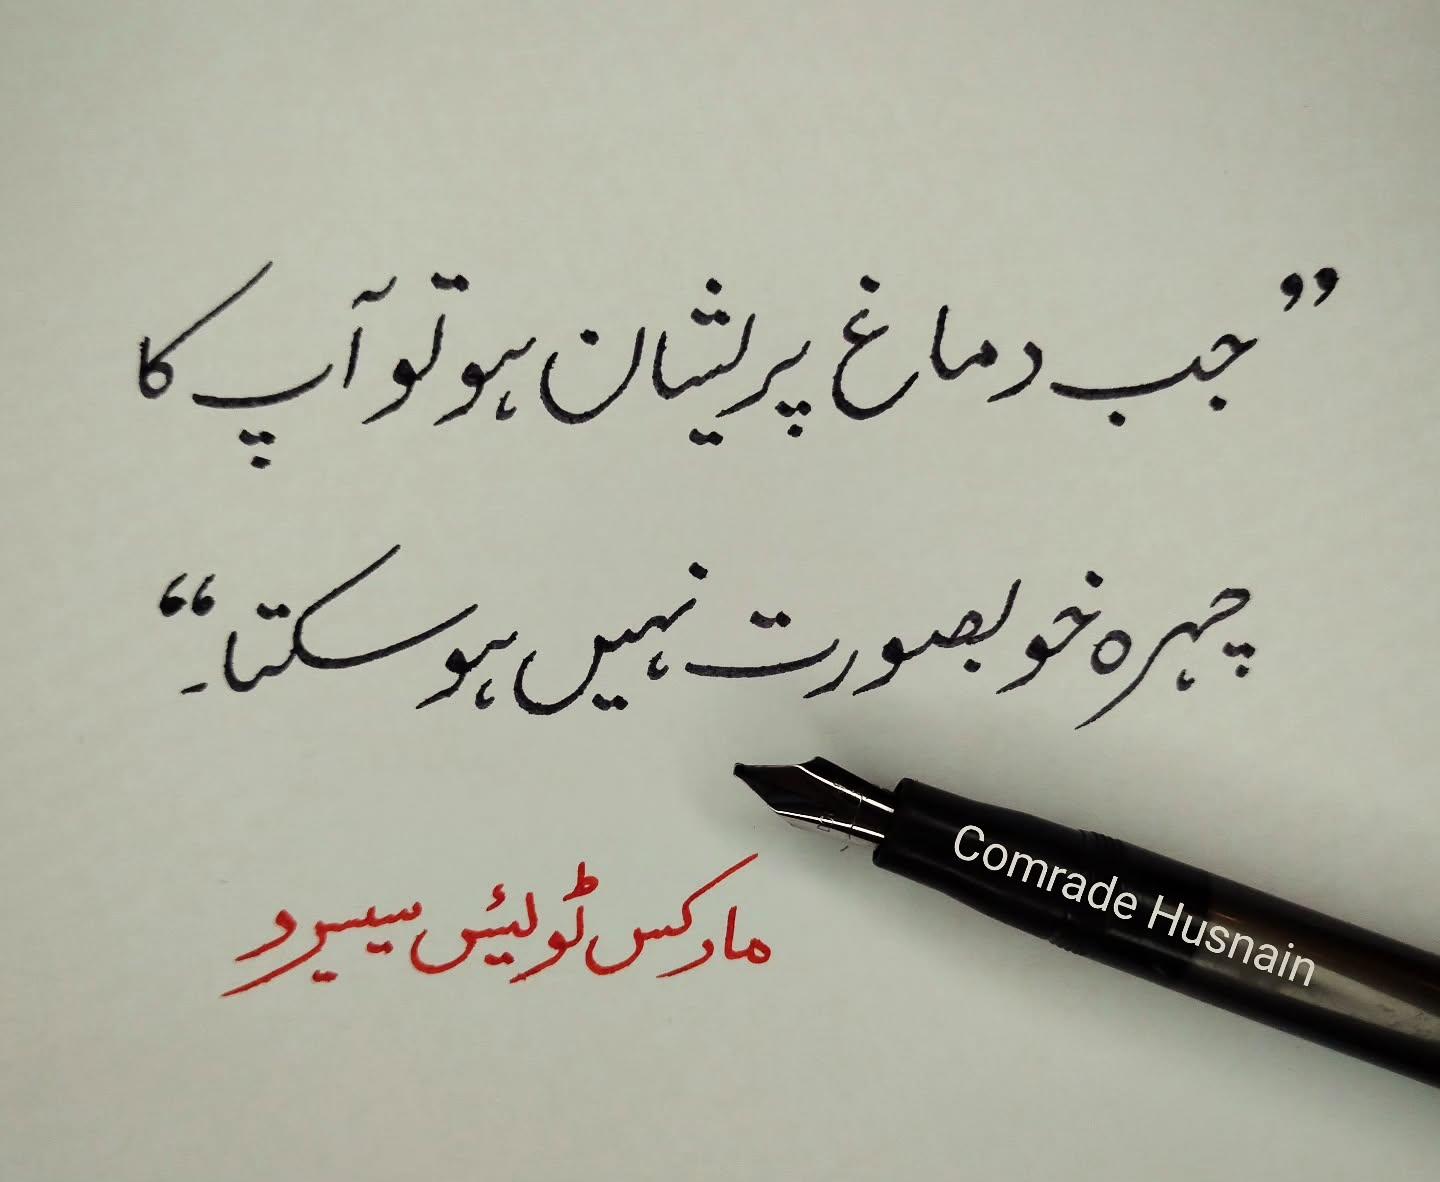 ”جب دماغ پریشان ہو تو آپ کا
چہرہ خوبصورت نہیں ہو سکتا۔“
مارکس ٹولیئس سیسرو
Comrade Husnain